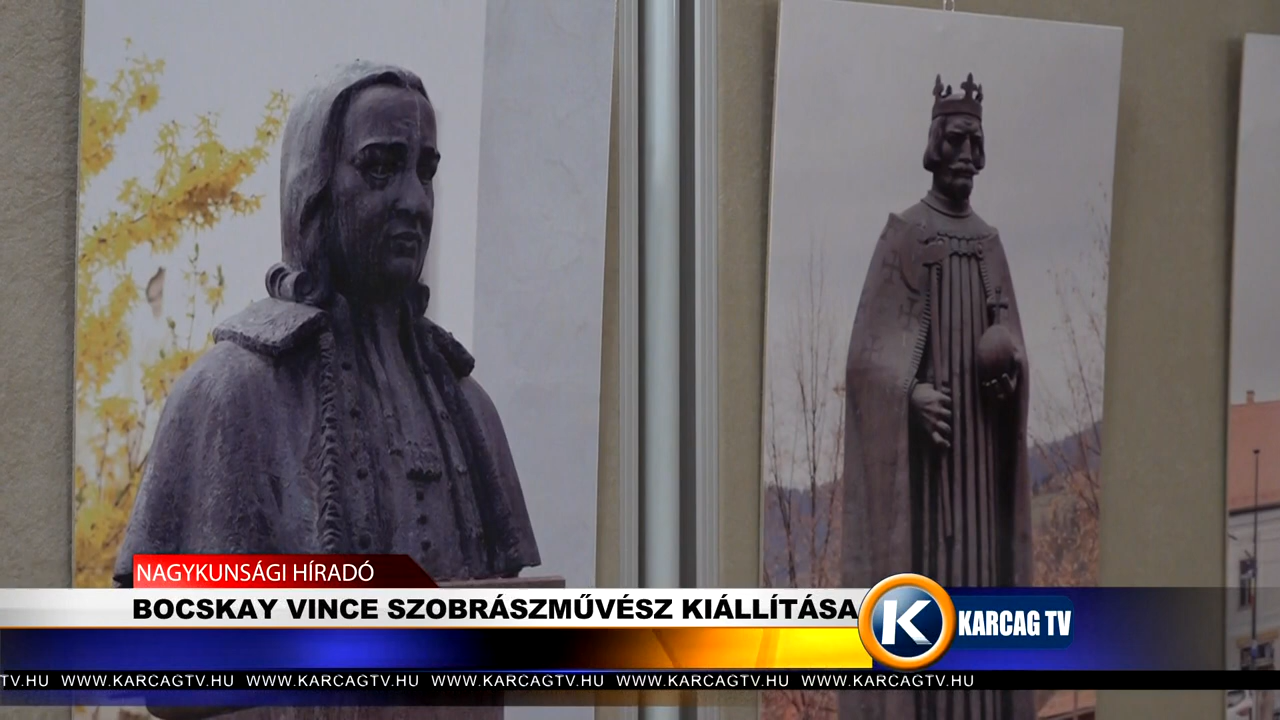 NAGYKUNSÁGI HÍRADÓ
BOCSKAY VINCE SZOBRÁSZMŰVÉSZ KIÁLLÍTÁSA
K KARCAG TV
TV.HU WWW.KARCAGTV.HU WWW.KARCAGTV.HU WWW.KARCAGTV.HU WWW.KARCAGTV.HU WWW.KARCAGTV.HU